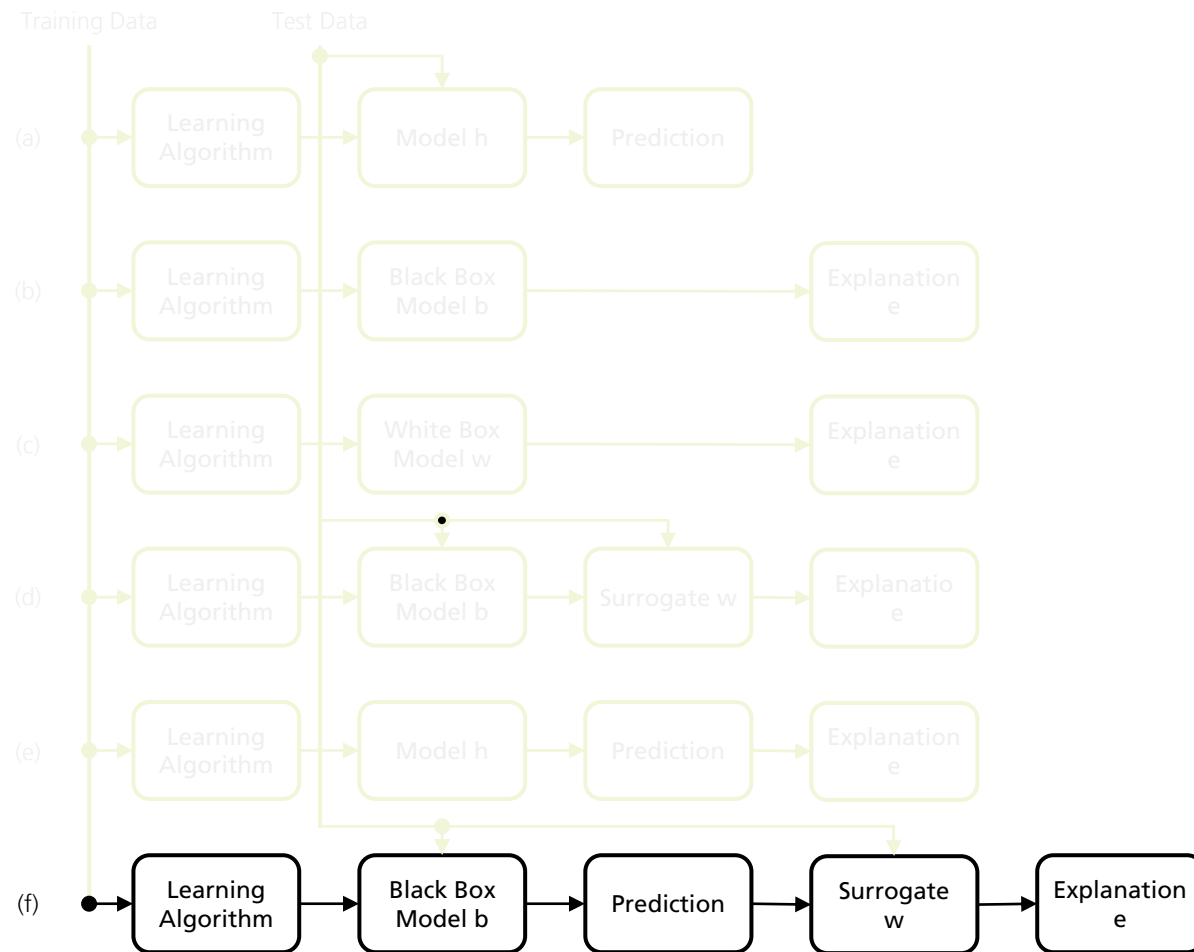 Training Data
Test Data
(a)
Learning
Algorithm
Model h
Prediction
(b)
Learning
Algorithm
Black Box
Model b
Explanation
e
(c)
Learning
Algorithm
White Box
Model w
Explanation
e
(d)
Learning
Algorithm
Black Box
Model b
Surrogate w
Explanatio
e
(e)
Learning
Algorithm
Model h
Prediction
Explanation
e
(f)
Learning
Algorithm
Black Box
Model b
Prediction
Surrogate
w
Explanation
e